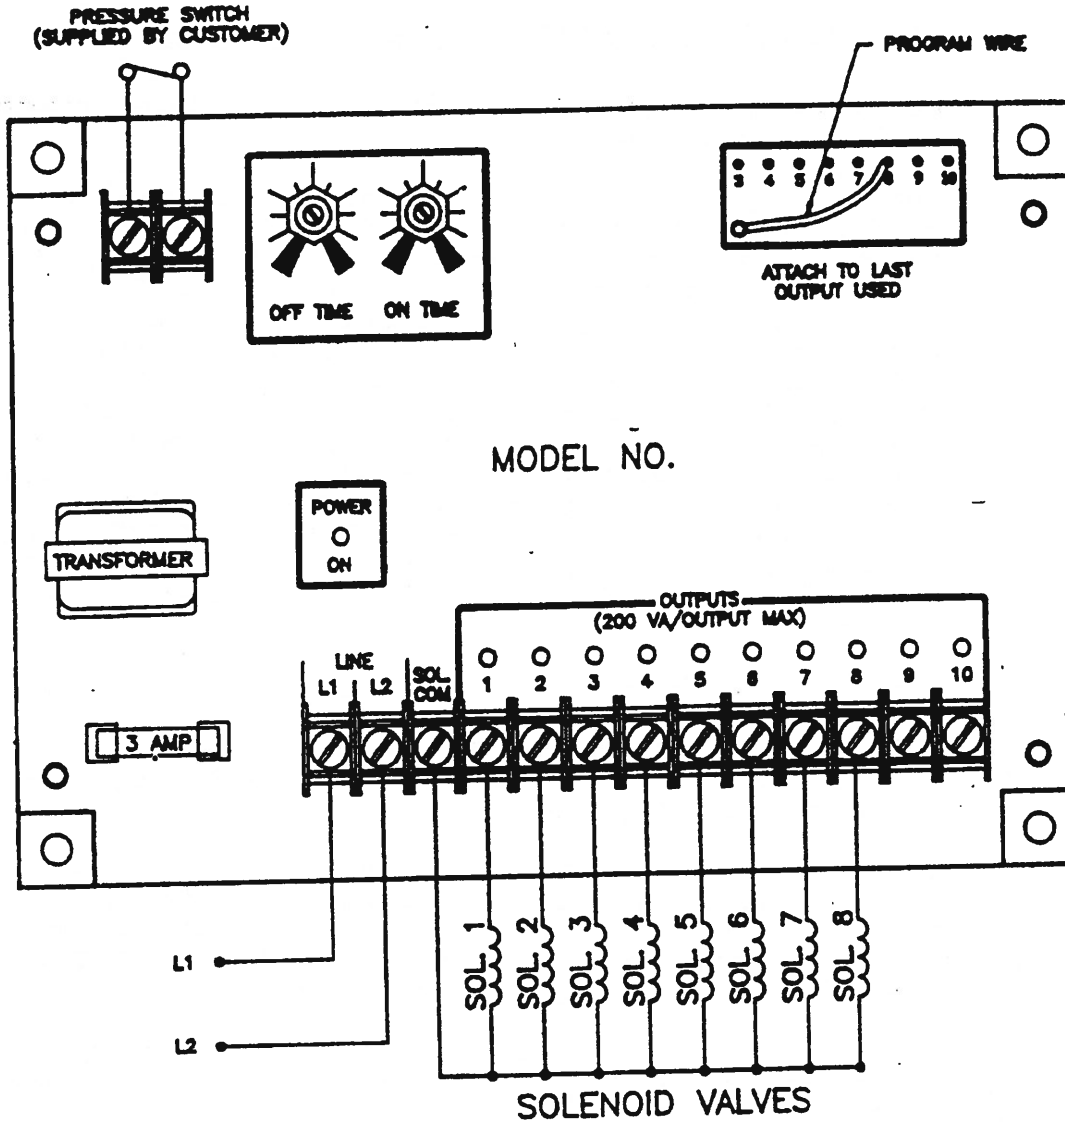 PRESSURE SWITCH
(SUPPLIED BY CUSTOMER)
PROGRAM WIRE
3 4 5 6 7 8 9 10
ATTACH TO LAST
OUTPUT USED
OFF TIME ON TIME
MODEL NO.
POWER
ON
TRANSFORMER
OUTPUTS
(200 VA/OUTPUT MAX)
LINE
L1 L2
SOL.
COM
1 2 3 4 5 6 7 8 9 10
3 AMP
SOL. 1
SOL. 2
SOL. 3
SOL. 4
SOL. 5
SOL. 6
SOL. 7
SOL. 8
L1
L2
SOLENOID VALVES